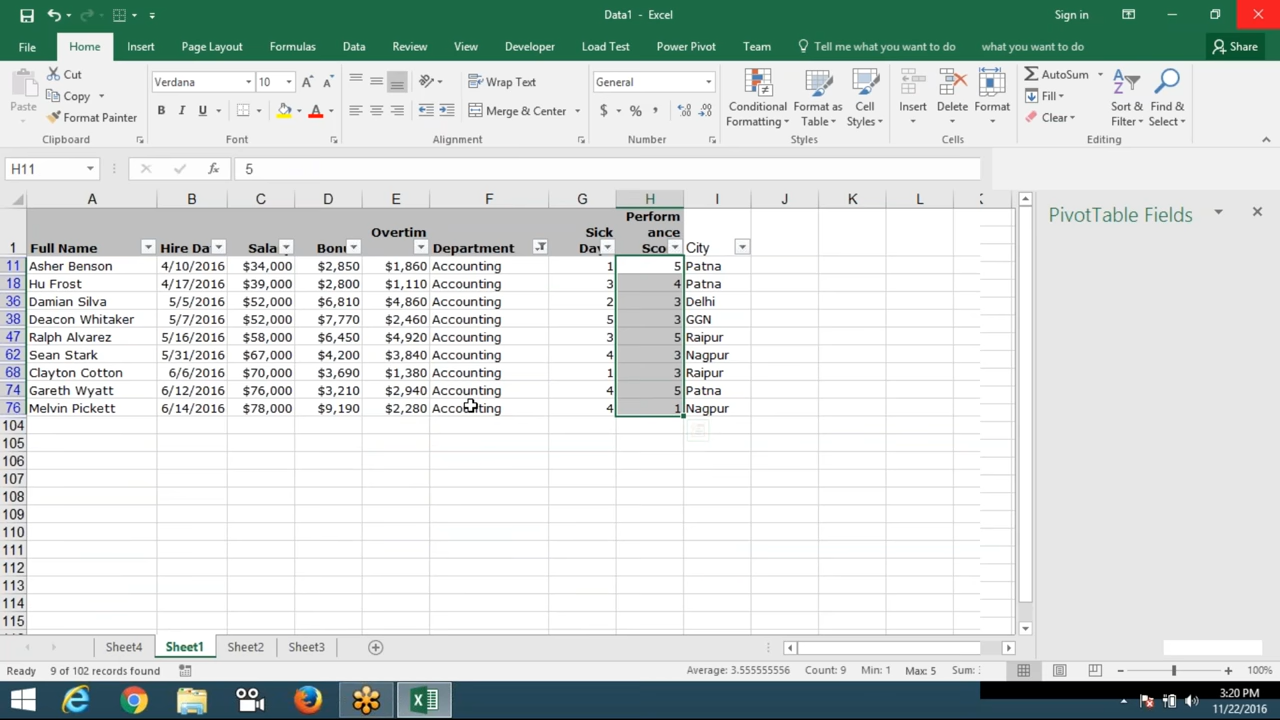 Data1 - Excel
Sign in
File Home Insert Page Layout Formulas Data Review View Developer Load Test Power Pivot Team Tell me what you want to do what you want to do Share
Paste
Cut
Copy
Format Painter
Clipboard
Verdana 10
B I U
Font
Wrap Text
Merge & Center
Alignment
General
$ % ,
Number
Conditional Formatting
Format as Table
Cell Styles
Styles
Insert Delete Format
Cells
AutoSum
Fill
Clear
Sort & Filter
Find & Select
Editing
H11 fx 5
A B C D E F G H I J K L
PivotTable Fields
1 Full Name Hire Da Sala Bon Overtim Department Sick Da Perform ance Sco City
11 Asher Benson 4/10/2016 $34,000 $2,850 $1,860 Accounting 1 5 Patna
18 Hu Frost 4/17/2016 $39,000 $2,800 $1,110 Accounting 3 4 Patna
36 Damian Silva 5/5/2016 $52,000 $6,810 $4,860 Accounting 2 3 Delhi
38 Deacon Whitaker 5/7/2016 $52,000 $7,770 $2,460 Accounting 5 3 GGN
47 Ralph Alvarez 5/16/2016 $58,000 $6,450 $4,920 Accounting 3 5 Raipur
62 Sean Stark 5/31/2016 $67,000 $4,200 $3,840 Accounting 4 3 Nagpur
68 Clayton Cotton 6/6/2016 $70,000 $3,690 $1,380 Accounting 1 3 Raipur
74 Gareth Wyatt 6/12/2016 $76,000 $3,210 $2,940 Accounting 4 5 Patna
76 Melvin Pickett 6/14/2016 $78,000 $9,190 $2,280 Accounting 4 1 Nagpur
104
105
106
107
108
109
110
111
112
113
114
115
Sheet4 Sheet1 Sheet2 Sheet3
Ready 9 of 102 records found Average: 3.555555556 Count: 9 Min: 1 Max: 5 Sum: 100%
3:20 PM
11/22/2016